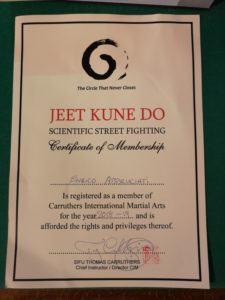 The Circle That Never Closes
JEET KUNE DO
SCIENTIFIC STREET FIGHTING
Certificate of Membership
Is registered as a member of
Carruthers International Martial Arts
for the year 2018-19 and is
afforded the rights and privileges thereof.
SIFU THOMAS CARRUTHERS
Chief Instructor / Director CIM